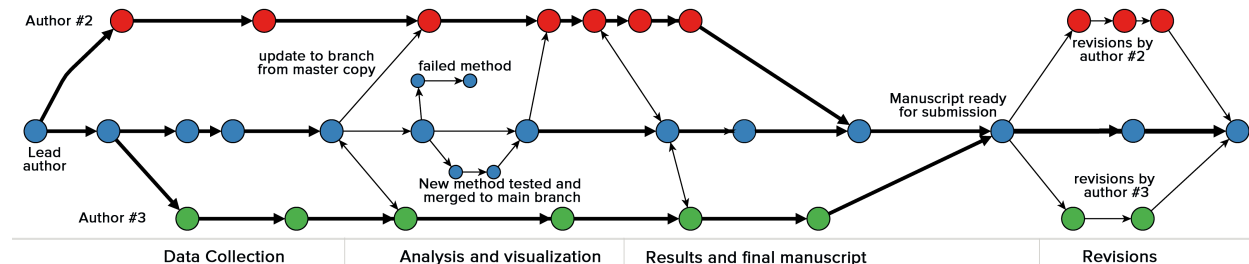 Author #2
update to branch
from master copy
failed method
Manuscript ready
for submission
revisions by
author #2
Lead
author
New method tested and
merged to main branch
revisions by
author #3
Author #3
Data Collection
Analysis and visualization
Results and final manuscript
Revisions